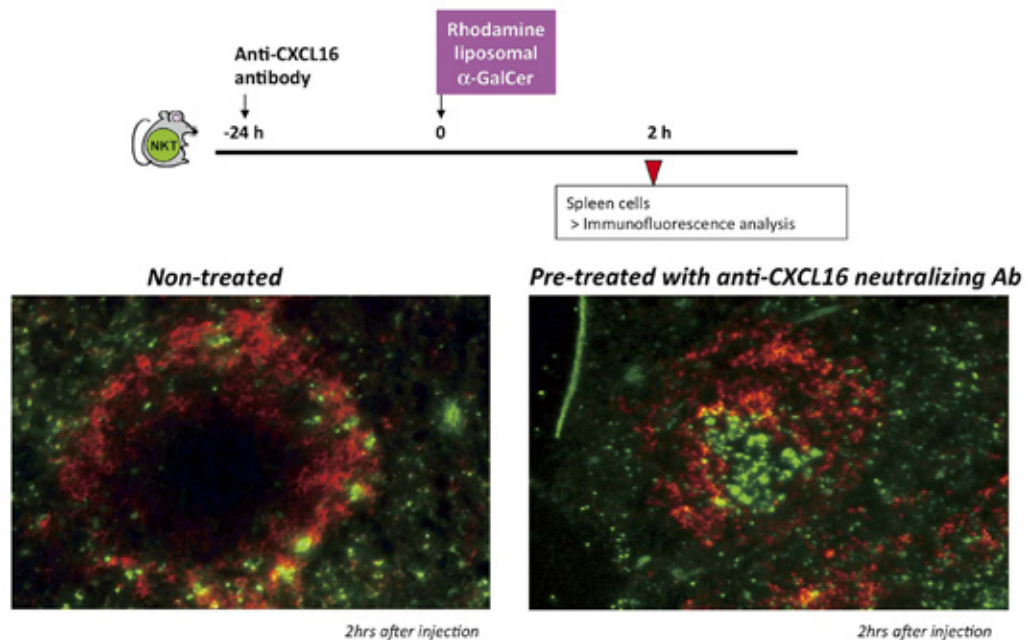 Rhodamine
liposomal
α-GalCer
Anti-CXCL16
antibody
-24 h
0
2 h
NKT
Spleen cells
> Immunofluorescence analysis
Non-treated
Pre-treated with anti-CXCL16 neutralizing Ab
2hrs after injection
2hrs after injection